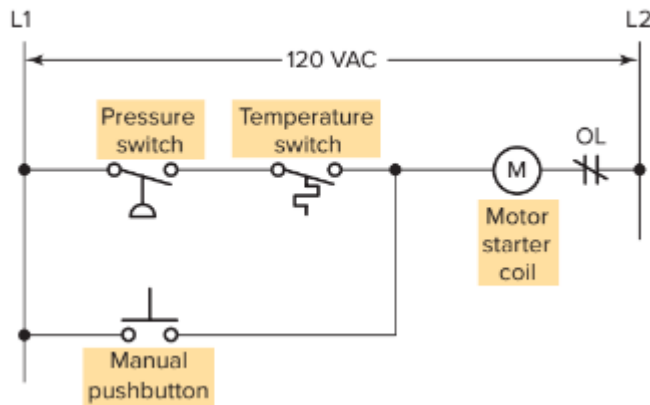 L1
L2
120 VAC
Pressure
switch
Temperature
switch
OL
M
Motor
starter
coil
Manual
pushbutton